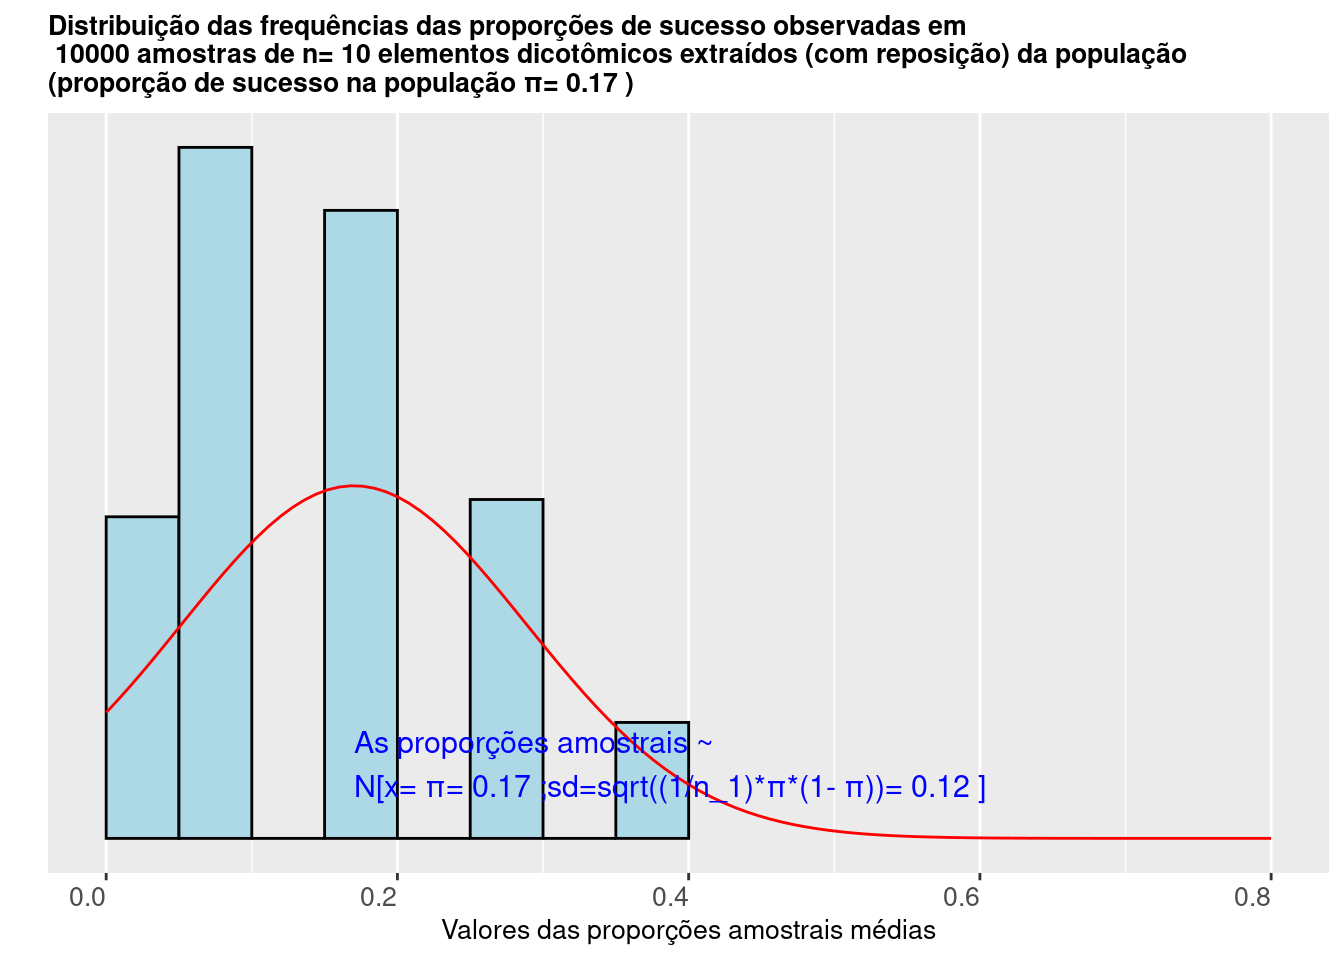 Distribuição das frequências das proporções de sucesso observadas em
10000 amostras de n= 10 elementos dicotômicos extraídos (com reposição) da população
(proporção de sucesso na população π= 0.17 )
As proporções amostrais ~
N[x= π= 0.17 ;sd=sqrt((1/n_1)*π*(1- π))= 0.12 ]
0.0 0.2 0.4 0.6 0.8
Valores das proporções amostrais médias